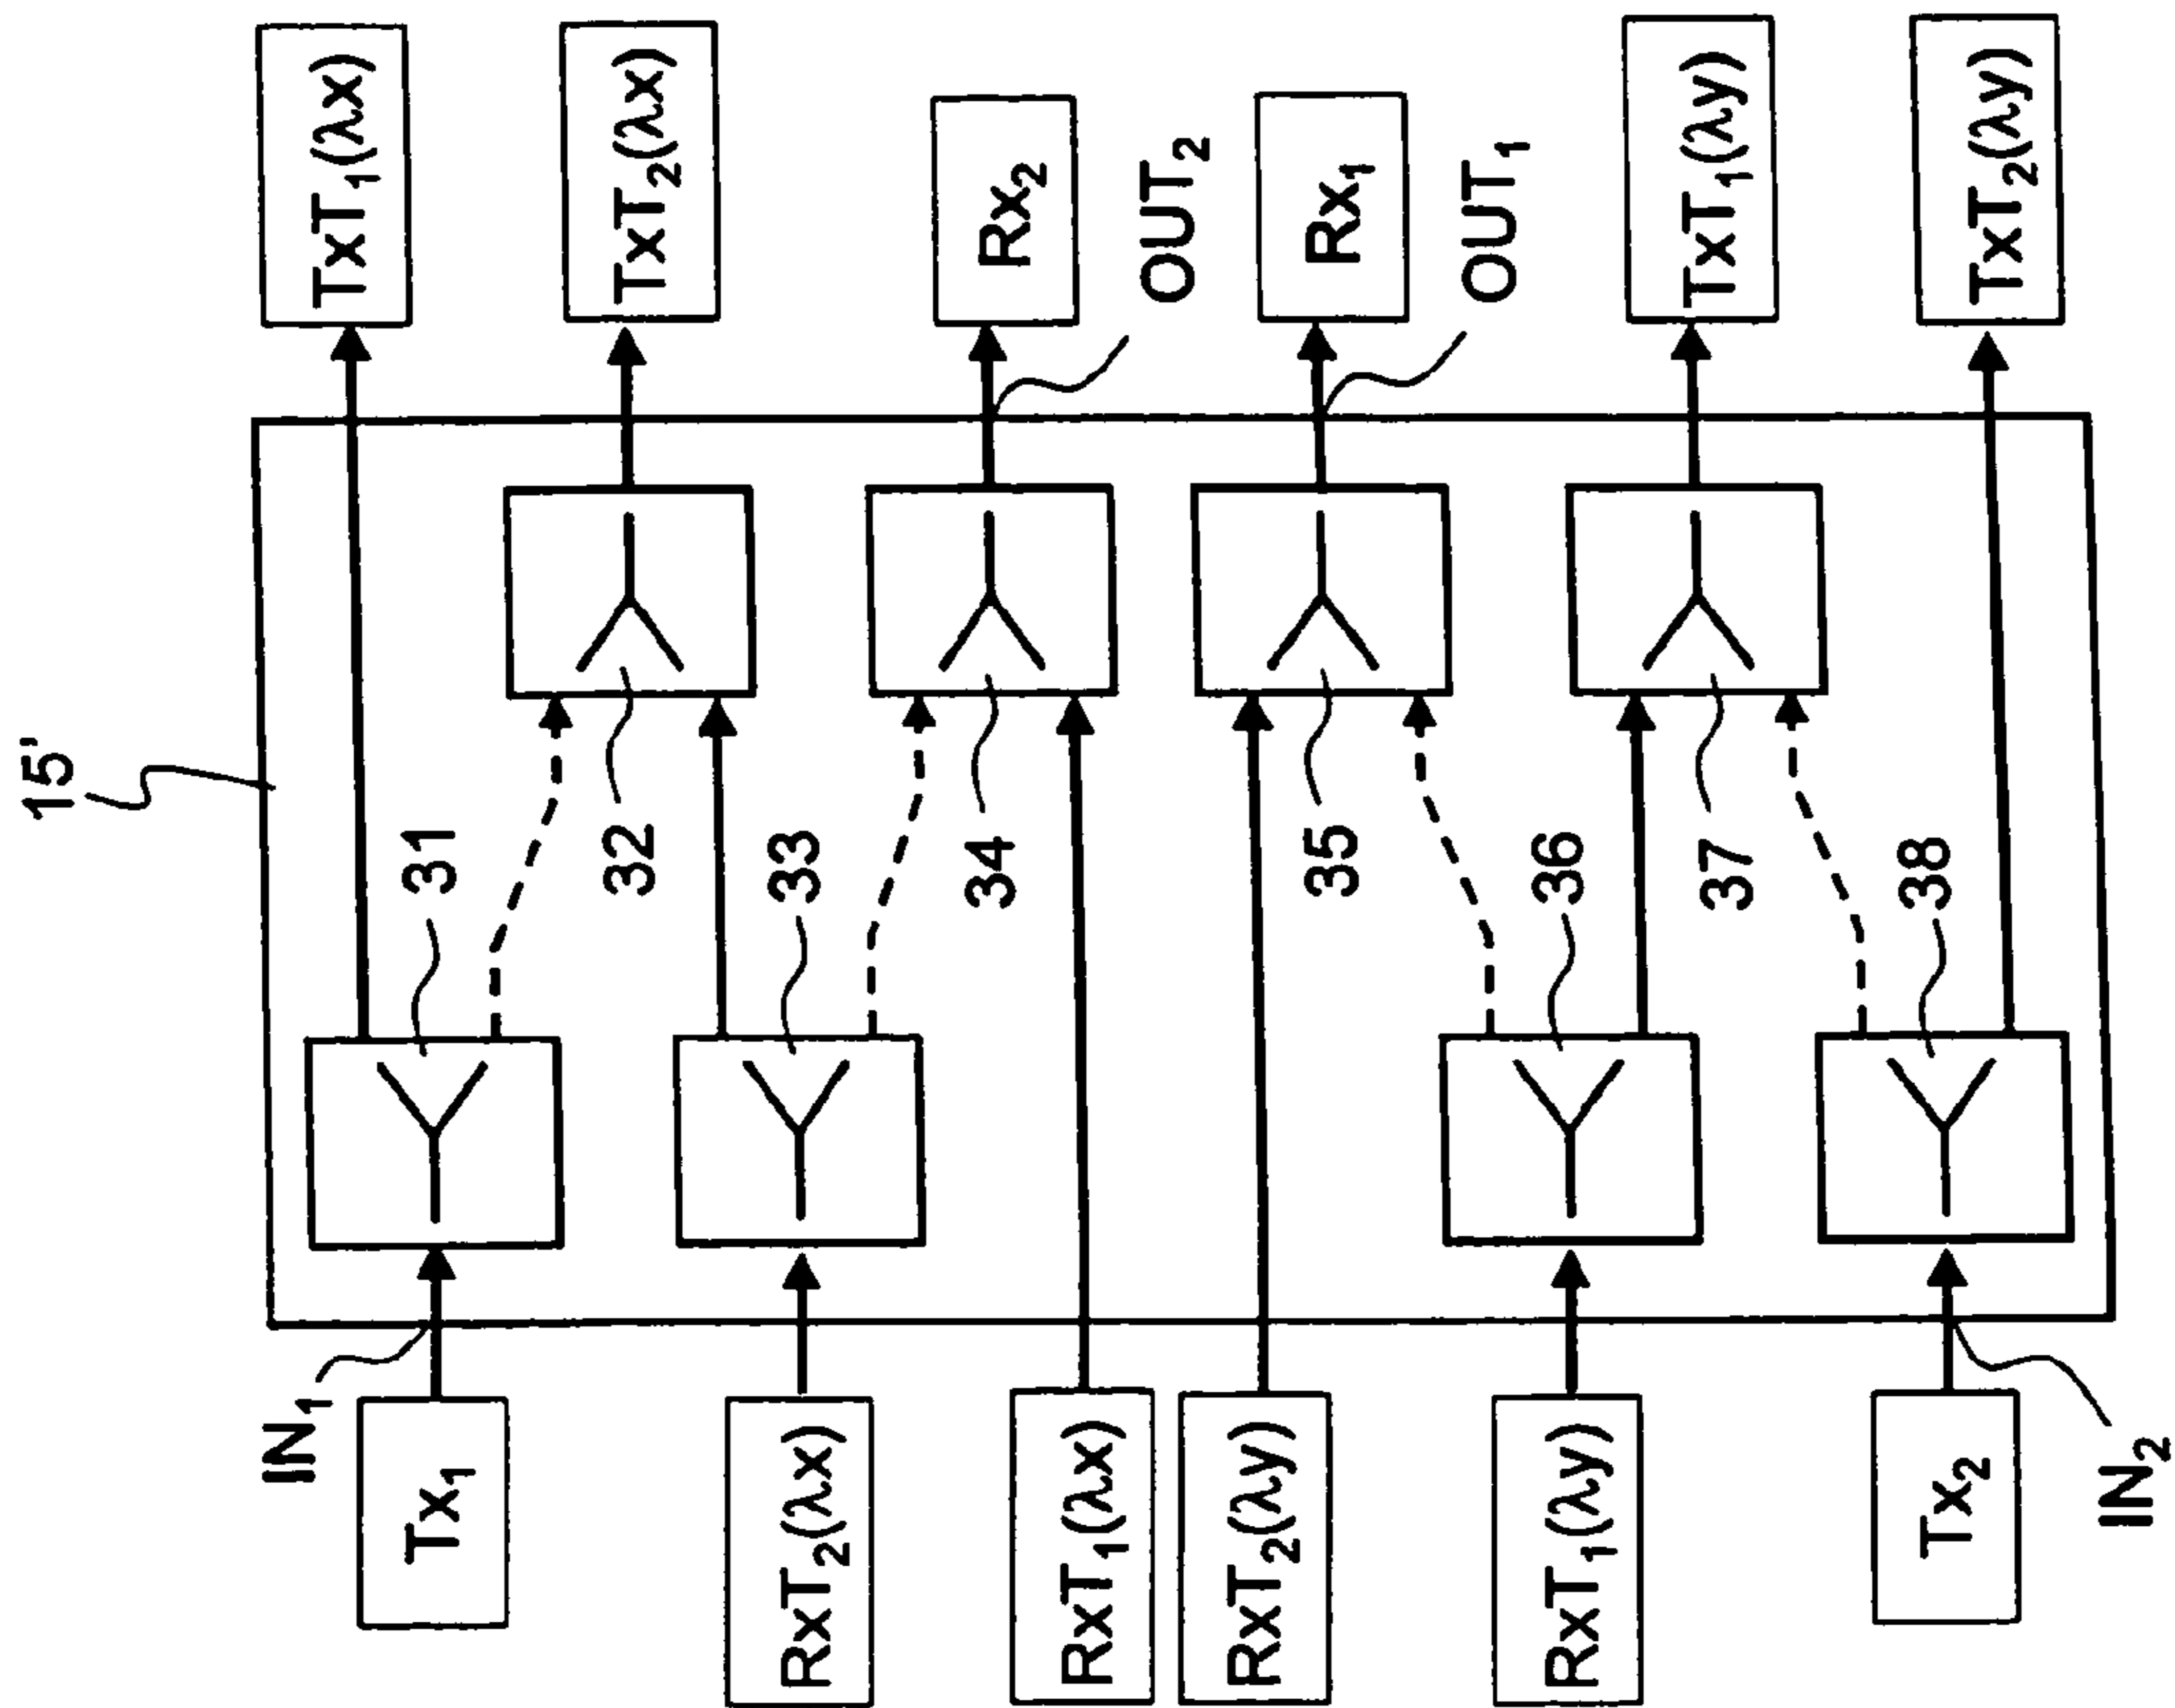 15'
TxT1(λx)
TxT2(λx)
Rx2
OUT2
Rx1
OUT1
TxT1(λy)
TxT2(λy)
31
32
33
34
35
36
37
38
IN1
Tx1
RxT2(λx)
RxT1(λx)
RxT2(λy)
RxT1(λy)
Tx2
IN2